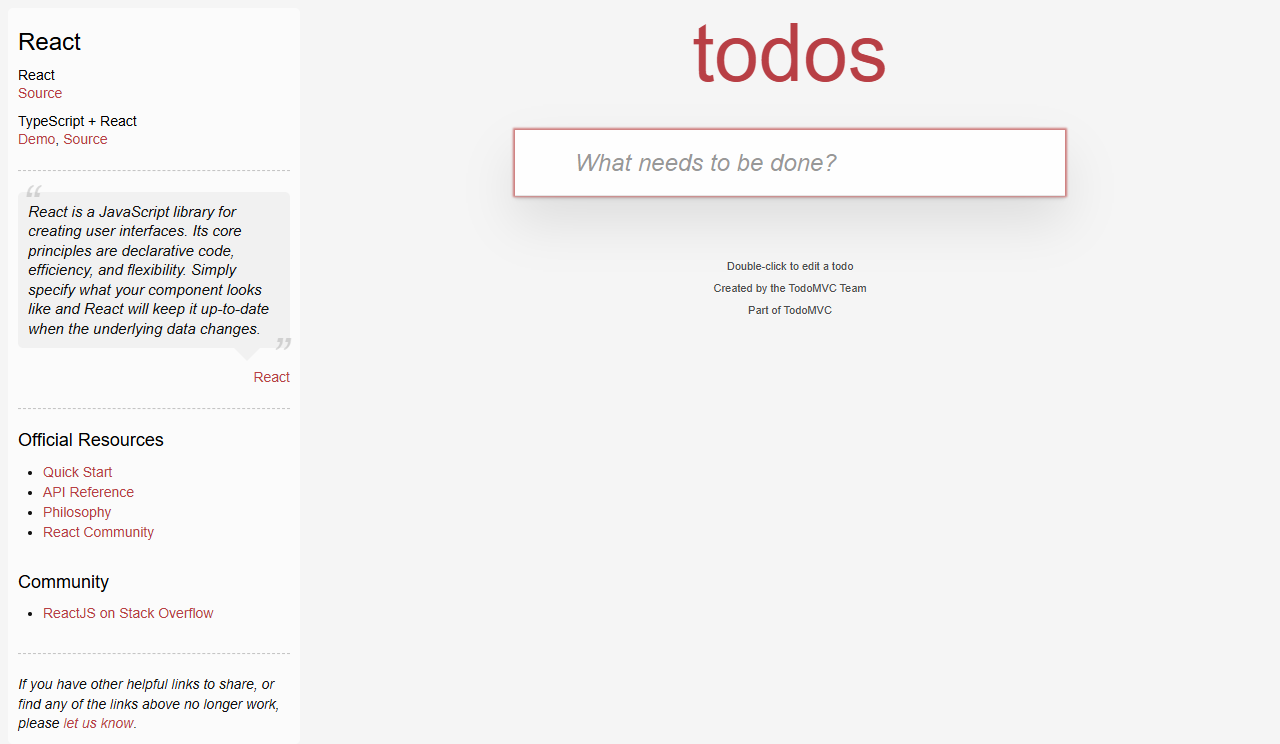 React
React
Source
TypeScript + React
Demo, Source
“
React is a JavaScript library for
creating user interfaces. Its core
principles are declarative code,
efficiency, and flexibility. Simply
specify what your component looks
like and React will keep it up-to-date
when the underlying data changes.
”
React
Official Resources
• Quick Start
• API Reference
• Philosophy
• React Community
Community
• ReactJS on Stack Overflow
If you have other helpful links to share, or
find any of the links above no longer work,
please let us know.
todos
What needs to be done?
Double-click to edit a todo
Created by the TodoMVC Team
Part of TodoMVC